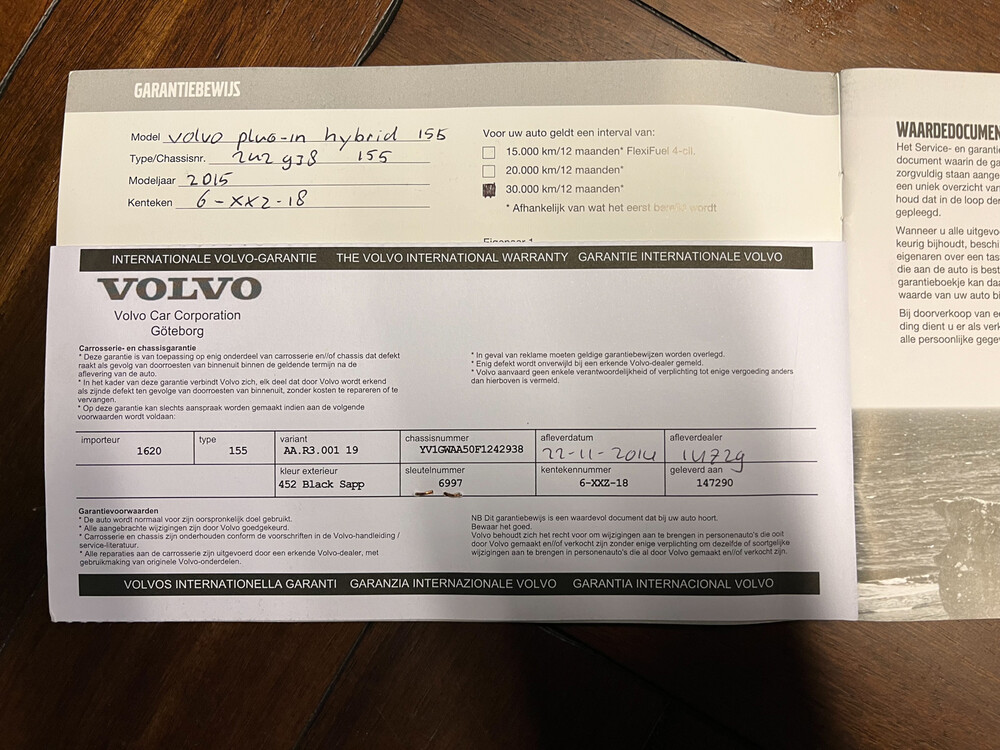 GARANTIEBEWIJS
Model volvo plug-in hybrid 155
Type/Chassisnr. 242938 155
Modeljaar 2015
Kenteken 6-XXZ-18
Voor uw auto geldt een interval van:
15.000 km/12 maanden* FlexiFuel 4-cil.
20.000 km/12 maanden*
30.000 km/12 maanden*
* Afhankelijk van wat het eerst bereikt wordt
Eigenaar 1
INTERNATIONALE VOLVO-GARANTIE THE VOLVO INTERNATIONAL WARRANTY GARANTIE INTERNATIONALE VOLVO
VOLVO
Volvo Car Corporation
Göteborg
Carrosserie- en chassisgarantie
* Deze garantie is van toepassing op enig onderdeel van carrosserie en//of chassis dat defekt
raakt als gevolg van doorroesten van binnenuit binnen de geldende termijn na de
aflevering van de auto.
* In het kader van deze garantie verbindt Volvo zich, elk deel dat door Volvo wordt erkend
als zijnde defekt ten gevolge van doorroesten van binnenuit, zonder kosten te repareren of te
vervangen.
* Op deze garantie kan slechts aanspraak worden gemaakt indien aan de volgende
voorwaarden wordt voldaan:
* In geval van reklame moeten geldige garantiebewijzen worden overlegd.
* Enig defekt wordt onverwijld bij een erkende Volvo-dealer gemeld.
* Volvo aanvaard geen enkele verantwoordelijkheid of verplichting tot enige vergoeding anders
dan hierboven is vermeld.
importeur type variant chassisnummer afleverdatum afleverdealer
1620 155 AA.R3.001 19 YV1GWAA50F1242938 22-11-2014
kleur exterieur sleutelnummer kentekennummer geleverd aan
452 Black Sapp 6997 6-XXZ-18 147290
Garantievoorwaarden
* De auto wordt normaal voor zijn oorspronkelijk doel gebruikt.
* Alle aangebrachte wijzigingen zijn door Volvo goedgekeurd.
* Carrosserie en chassis zijn onderhouden conform de voorschriften in de Volvo-handleiding /
service-literatuur.
* Alle reparaties aan de carrosserie zijn uitgevoerd door een erkende Volvo-dealer, met
gebruikmaking van originele Volvo-onderdelen.
NB Dit garantiebewijs is een waardevol document dat bij uw auto hoort.
Bewaar het goed.
Volvo behoudt zich het recht voor om wijzigingen aan te brengen in personenauto's die ooit
door Volvo gemaakt en/of verkocht zijn zonder enige verplichting om dezelfde of soortgelijke
wijzigingen aan te brengen in personenauto's die al door Volvo gemaakt en/of verkocht zijn.
VOLVOS INTERNATIONELLA GARANTI GARANZIA INTERNAZIONALE VOLVO GARANTIA INTERNACIONAL VOLVO
WAARDEDOCUMEN
Het Service- en garantie
document waarin de ga
zorgvuldig staan aange
een uniek overzicht van
houd dat in de loop der
gepleegd.
Wanneer u alle uitgevo
keurig bijhoudt, beschi
eigenaren over een tas
die aan de auto is best
garantieboekje kan daa
waarde van uw auto bi
Bij doorverkoop van e
ding dient u er als verk
alle persoonlijke gegev